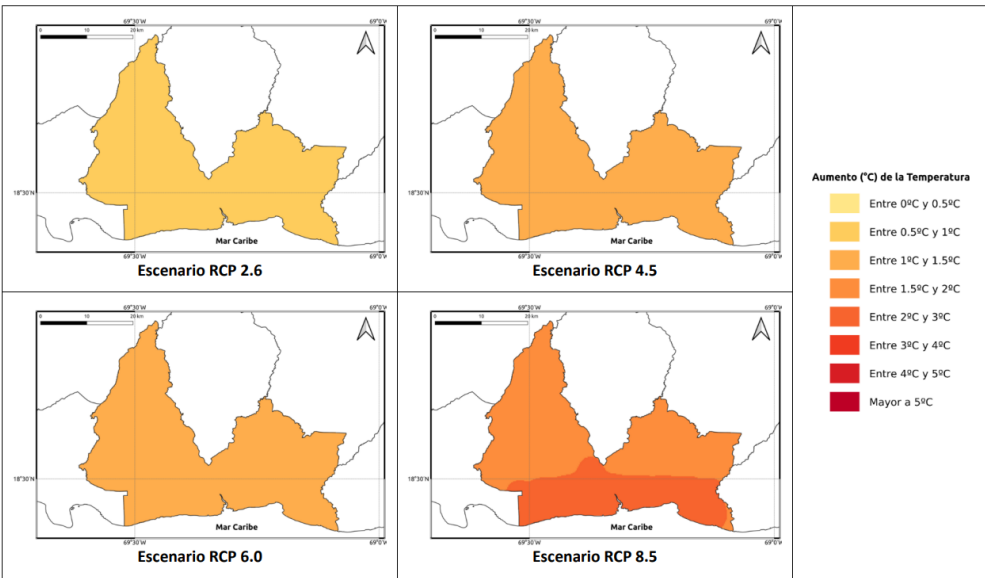 69°30'W
69°0'W
0
10
20 km
18°30'N
Mar Caribe
Escenario RCP 2.6
69°30'W
69°0'W
69°30'W
69°0'W
0
10
20 km
18°30'N
Mar Caribe
Escenario RCP 4.5
69°30'W
69°0'W
Aumento (°C) de la Temperatura
Entre 0ºC y 0.5ºC
Entre 0.5ºC y 1ºC
Entre 1ºC y 1.5ºC
Entre 1.5ºC y 2ºC
Entre 2ºC y 3ºC
Entre 3ºC y 4ºC
Entre 4ºC y 5ºC
Mayor a 5ºC
69°30'W
69°0'W
0
10
20 km
18°30'N
Mar Caribe
69°30'W
69°0'W
Escenario RCP 6.0
69°30'W
69°0'W
0
10
20 km
18°30'N
Mar Caribe
69°30'W
69°0'W
Escenario RCP 8.5